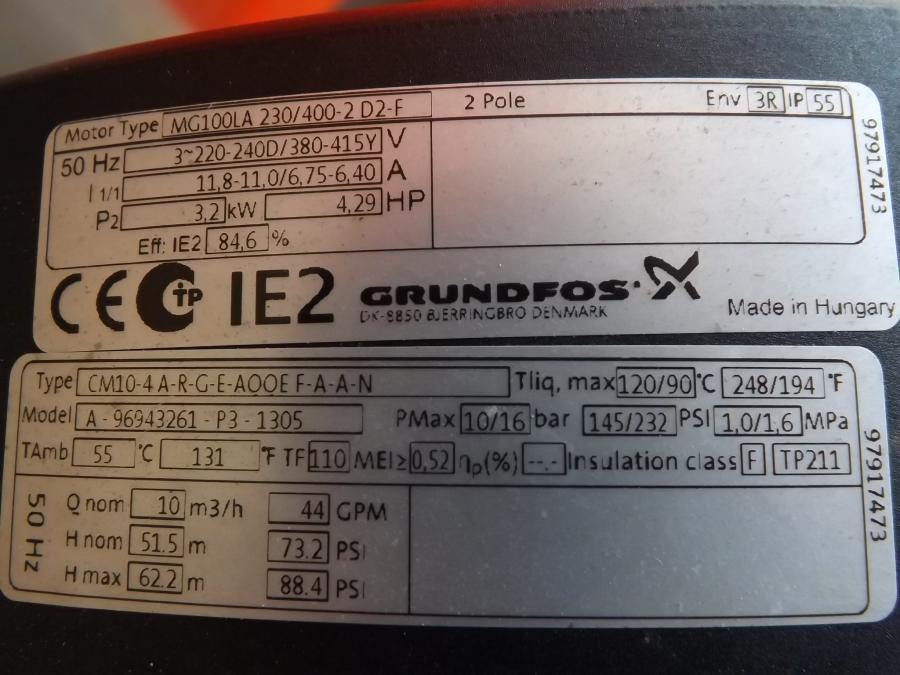 Motor Type MG100LA 230/400-2 D2-F 2 Pole Env 3R IP 55
50 Hz 3~220-240D/380-415Y V
I 1/1 11,8-11,0/6,75-6,40 A
P2 3,2 kW 4,29 HP
Eff: IE2 84,6 %
97917473
CE TP IE2 GRUNDFOS
DK-8850 BJERRINGBRO DENMARK
Made in Hungary
Type CM10-4 A-R-G-E-AQQE F-A-A-N Tliq, max 120/90 °C 248/194 °F
Model A - 96943261 - P3 - 1305 PMax 10/16 bar 145/232 PSI 1,0/1,6 MPa
TAmb 55 °C 131 °F TF 110 MEI≥ 0,52 ηp(%) --.- Insulation class F TP211
50 Hz
Q nom 10 m3/h 44 GPM
H nom 51.5 m 73.2 PSI
H max 62.2 m 88.4 PSI
97917473